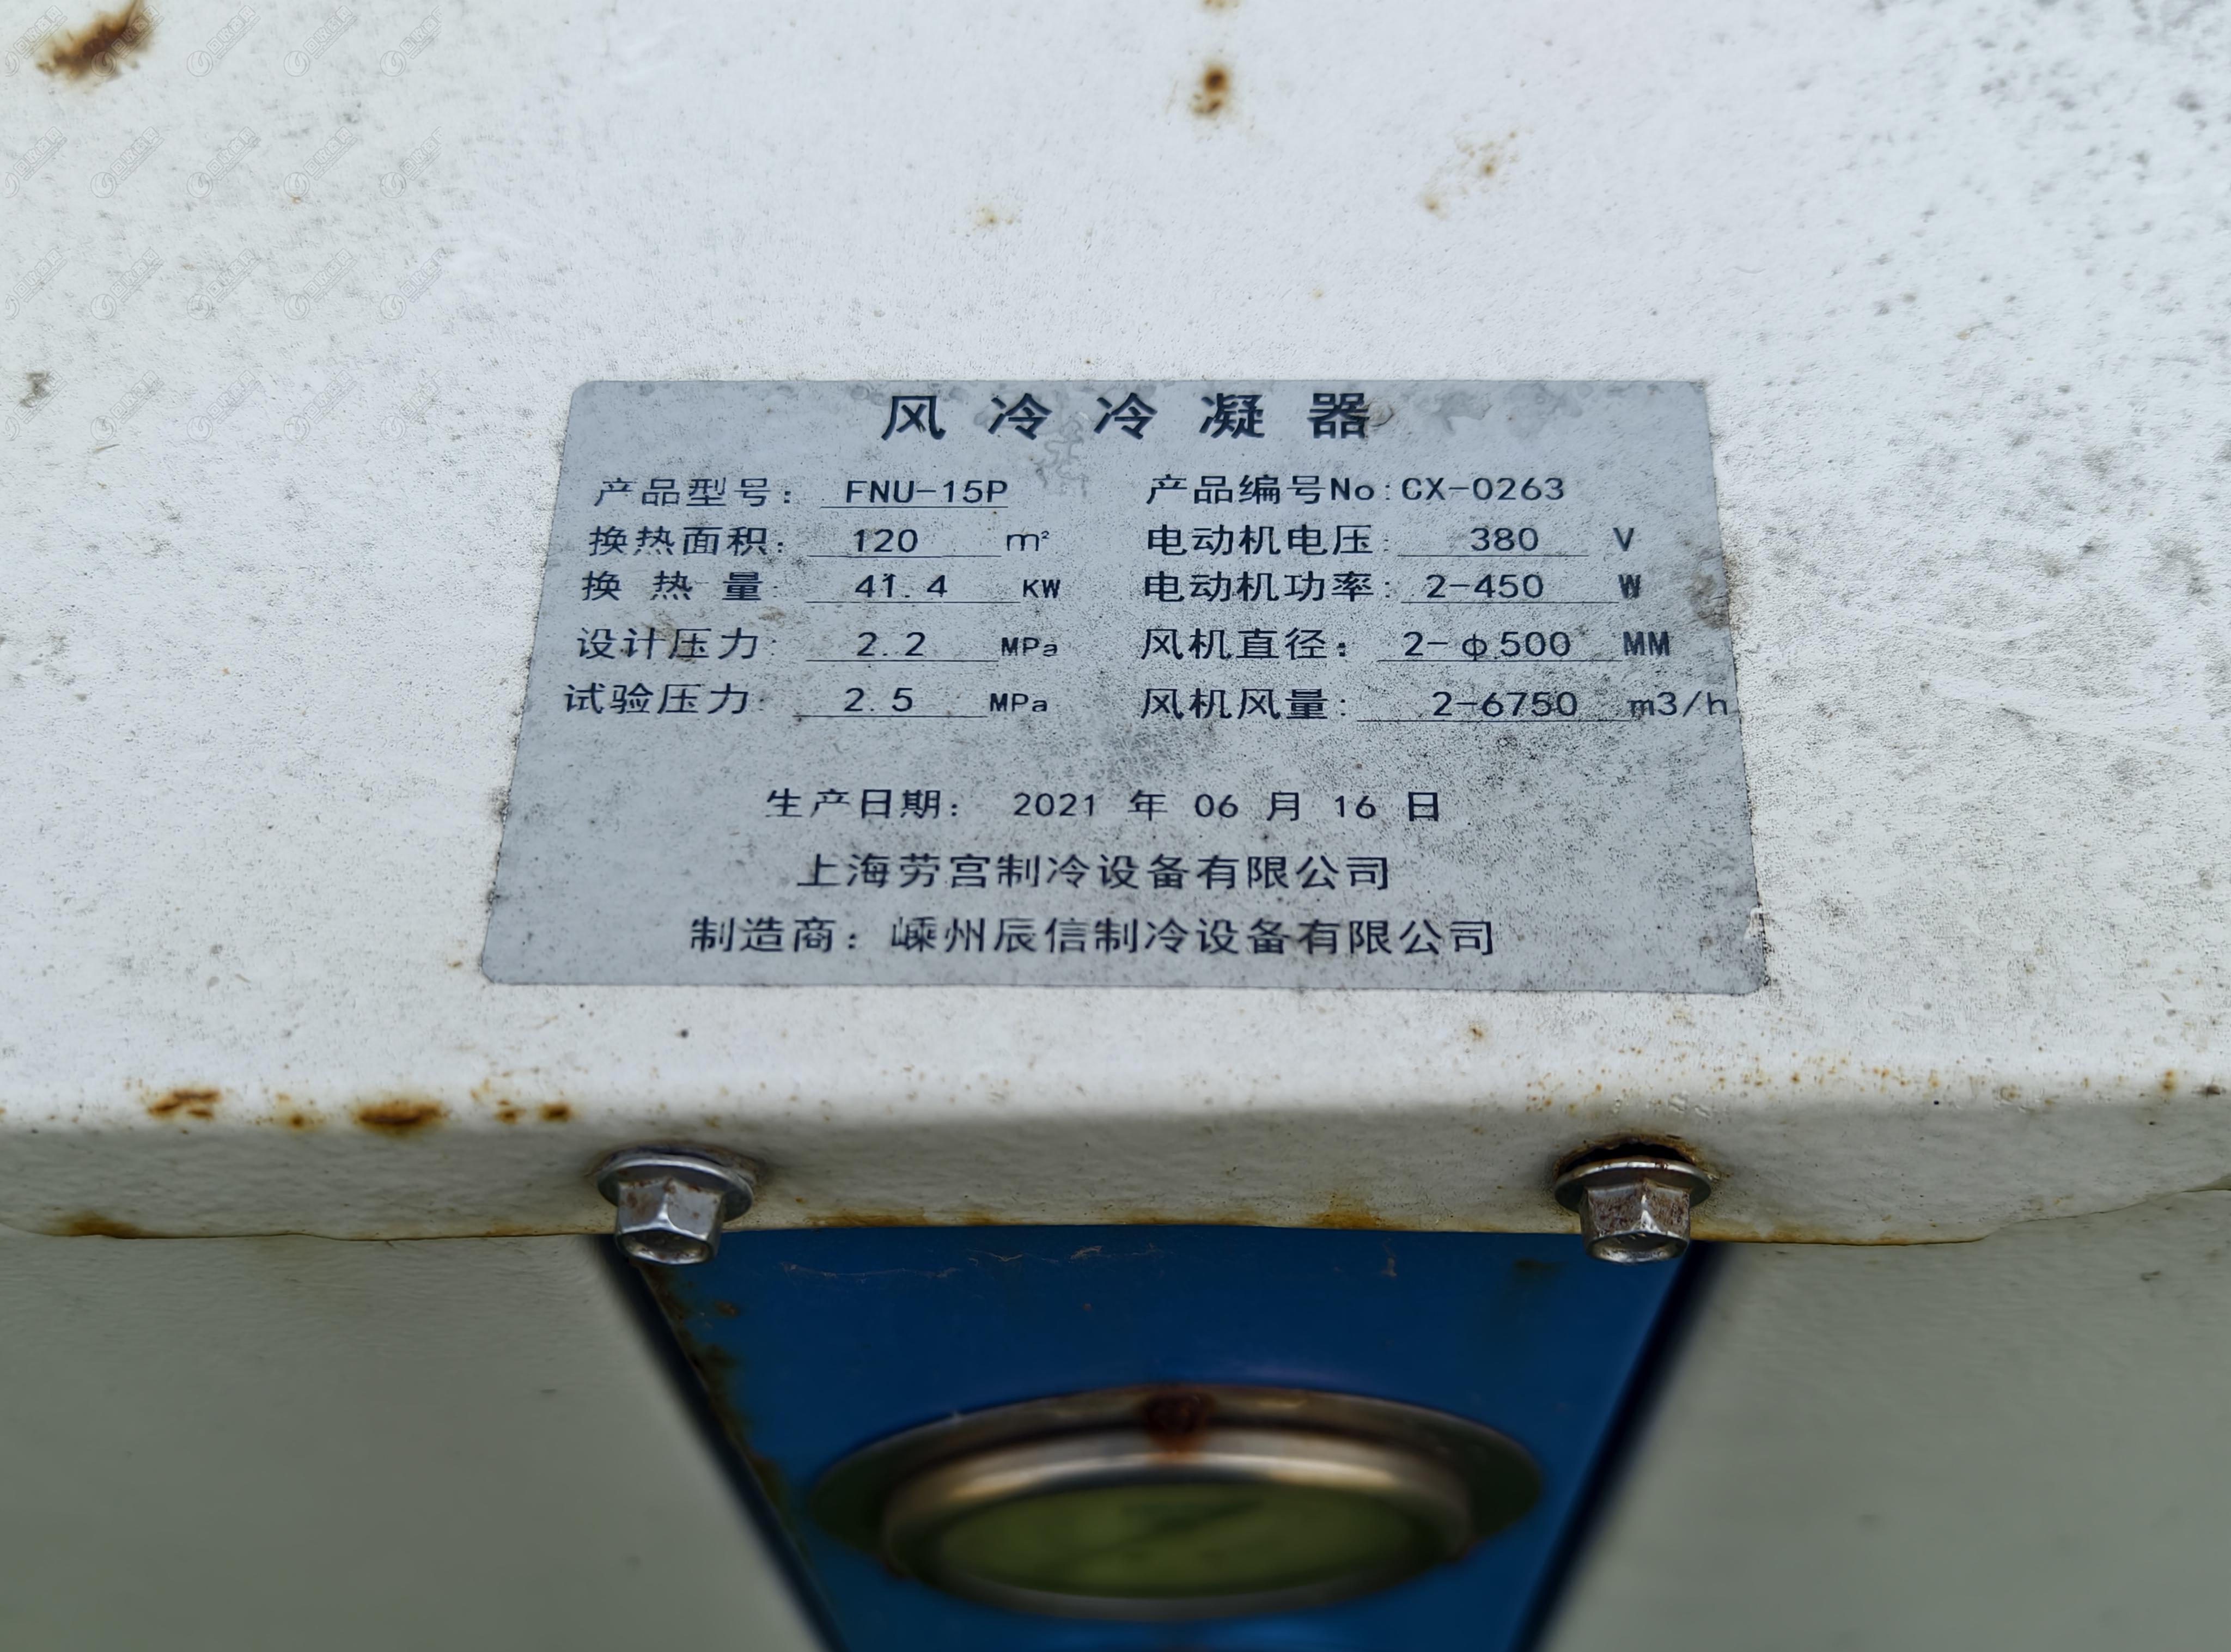 风冷冷凝器
产品型号: FNU-15P 产品编号No:CX-0263
换热面积: 120 m² 电动机电压: 380 V
换热量: 41.4 KW 电动机功率: 2-450 W
设计压力: 2.2 MPa 风机直径: 2-φ500 MM
试验压力: 2.5 MPa 风机风量: 2-6750 m3/h
生产日期: 2021 年 06 月 16 日
上海劳宫制冷设备有限公司
制造商: 嵊州辰信制冷设备有限公司